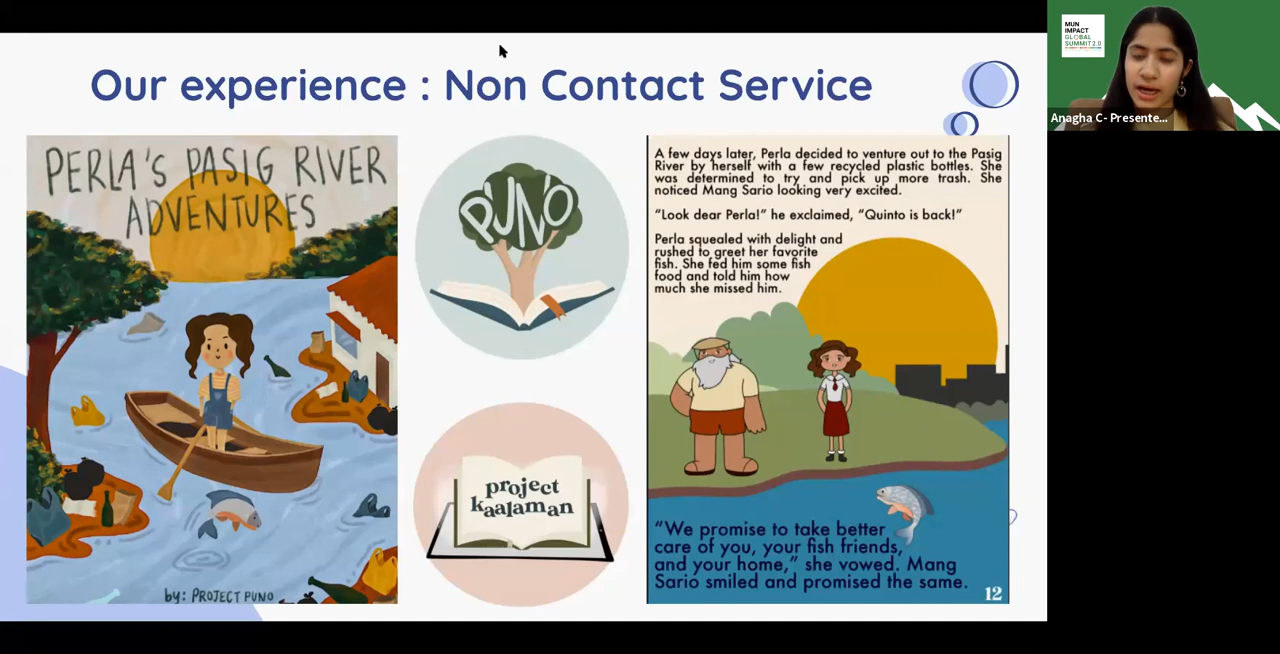 Our experience : Non Contact Service
PERLA'S PASIG RIVER
ADVENTURES
by: PROJECT PUNO
PUNO
project
kaalaman
A few days later, Perla decided to venture out to the Pasig
River by herself with a few recycled plastic bottles. She
was determined to try and pick up more trash. She
noticed Mang Sario looking very excited.
“Look dear Perla!” he exclaimed, “Quinto is back!”
Perla squealed with delight and
rushed to greet her favorite
fish. She fed him some fish
food and told him how
much she missed him.
“We promise to take better
care of you, your fish friends,
and your home,” she vowed. Mang
Sario smiled and promised the same.
12
MUN
IMPACT
GLOBAL
SUMMIT 2.0
Anagha C- Presente...